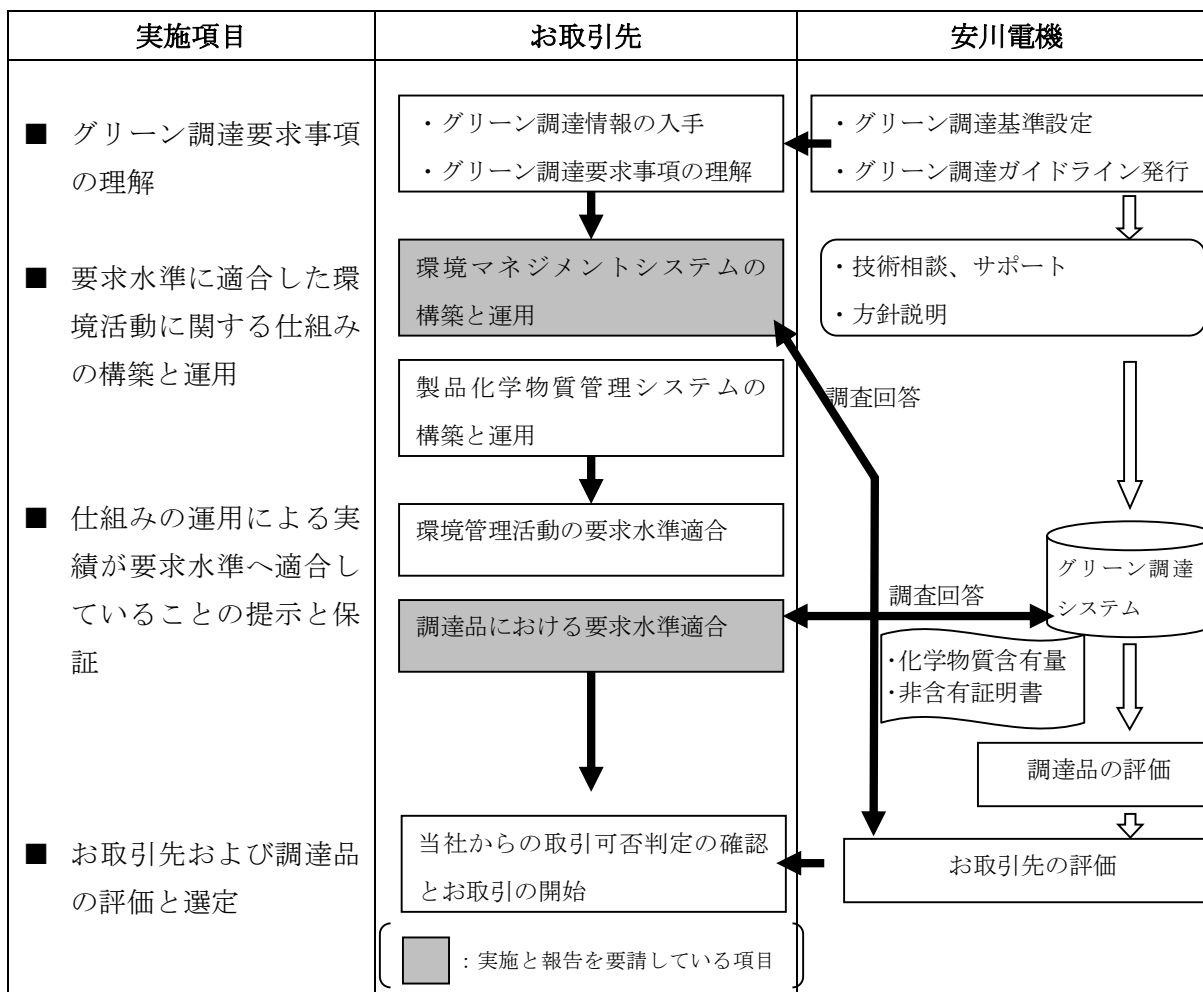 実施項目
お取引先
安川電機
■ グリーン調達要求事項
の理解
・グリーン調達情報の入手
・グリーン調達要求事項の理解
・グリーン調達基準設定
・グリーン調達ガイドライン発行
■ 要求水準に適合した環
境活動に関する仕組み
の構築と運用
環境マネジメントシステムの
構築と運用
・技術相談、サポート
・方針説明
製品化学物質管理システムの
構築と運用
調査回答
■ 仕組みの運用による実
績が要求水準へ適合し
ていることの提示と保
証
環境管理活動の要求水準適合
グリーン調達
システム
調達品における要求水準適合
調査回答
・化学物質含有量
・非含有証明書
調達品の評価
■ お取引先および調達品
の評価と選定
当社からの取引可否判定の確認
とお取引の開始
お取引先の評価
：実施と報告を要請している項目